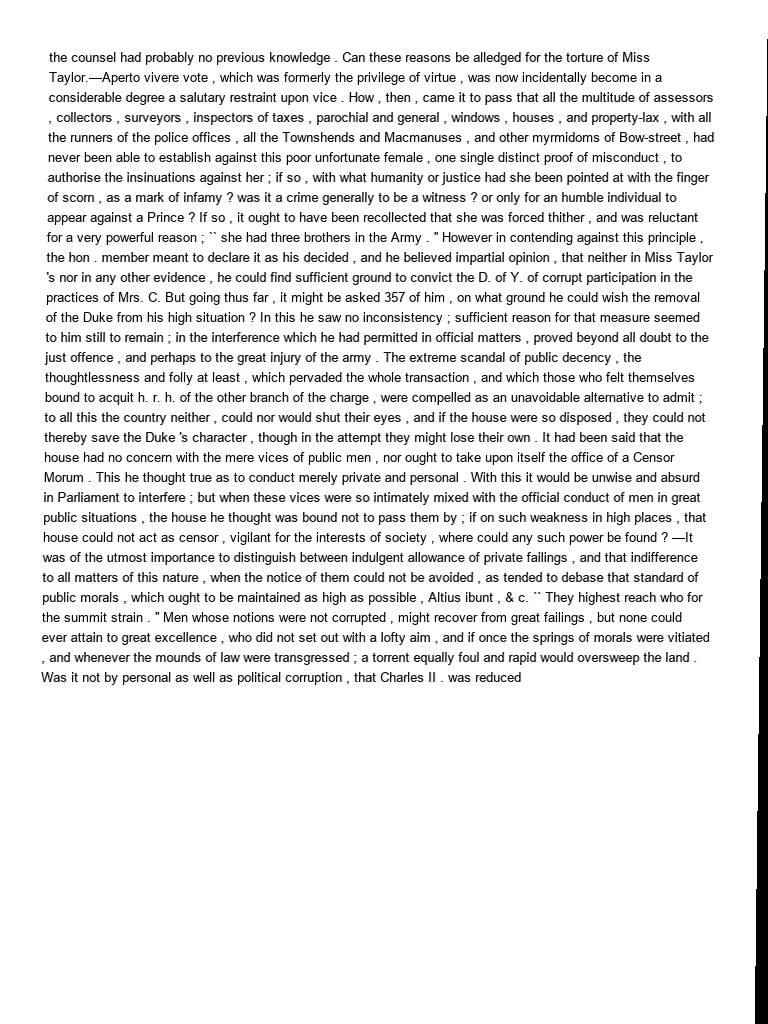 the counsel had probably no previous knowledge . Can these reasons be alledged for the torture of Miss
Taylor.—Aperto vivere vote , which was formerly the privilege of virtue , was now incidentally become in a
considerable degree a salutary restraint upon vice . How , then , came it to pass that all the multitude of assessors
, collectors , surveyors , inspectors of taxes , parochial and general , windows , houses , and property-lax , with all
the runners of the police offices , all the Townshends and Macmanuses , and other myrmidoms of Bow-street , had
never been able to establish against this poor unfortunate female , one single distinct proof of misconduct , to
authorise the insinuations against her ; if so , with what humanity or justice had she been pointed at with the finger
of scorn , as a mark of infamy ? was it a crime generally to be a witness ? or only for an humble individual to
appear against a Prince ? If so , it ought to have been recollected that she was forced thither , and was reluctant
for a very powerful reason ; `` she had three brothers in the Army . '' However in contending against this principle ,
the hon . member meant to declare it as his decided , and he believed impartial opinion , that neither in Miss Taylor
's nor in any other evidence , he could find sufficient ground to convict the D. of Y. of corrupt participation in the
practices of Mrs. C. But going thus far , it might be asked 357 of him , on what ground he could wish the removal
of the Duke from his high situation ? In this he saw no inconsistency ; sufficient reason for that measure seemed
to him still to remain ; in the interference which he had permitted in official matters , proved beyond all doubt to the
just offence , and perhaps to the great injury of the army . The extreme scandal of public decency , the
thoughtlessness and folly at least , which pervaded the whole transaction , and which those who felt themselves
bound to acquit h. r. h. of the other branch of the charge , were compelled as an unavoidable alternative to admit ;
to all this the country neither , could nor would shut their eyes , and if the house were so disposed , they could not
thereby save the Duke 's character , though in the attempt they might lose their own . It had been said that the
house had no concern with the mere vices of public men , nor ought to take upon itself the office of a Censor
Morum . This he thought true as to conduct merely private and personal . With this it would be unwise and absurd
in Parliament to interfere ; but when these vices were so intimately mixed with the official conduct of men in great
public situations , the house he thought was bound not to pass them by ; if on such weakness in high places , that
house could not act as censor , vigilant for the interests of society , where could any such power be found ? —It
was of the utmost importance to distinguish between indulgent allowance of private failings , and that indifference
to all matters of this nature , when the notice of them could not be avoided , as tended to debase that standard of
public morals , which ought to be maintained as high as possible , Altius ibunt , & c. `` They highest reach who for
the summit strain . '' Men whose notions were not corrupted , might recover from great failings , but none could
ever attain to great excellence , who did not set out with a lofty aim , and if once the springs of morals were vitiated
, and whenever the mounds of law were transgressed ; a torrent equally foul and rapid would oversweep the land .
Was it not by personal as well as political corruption , that Charles II . was reduced